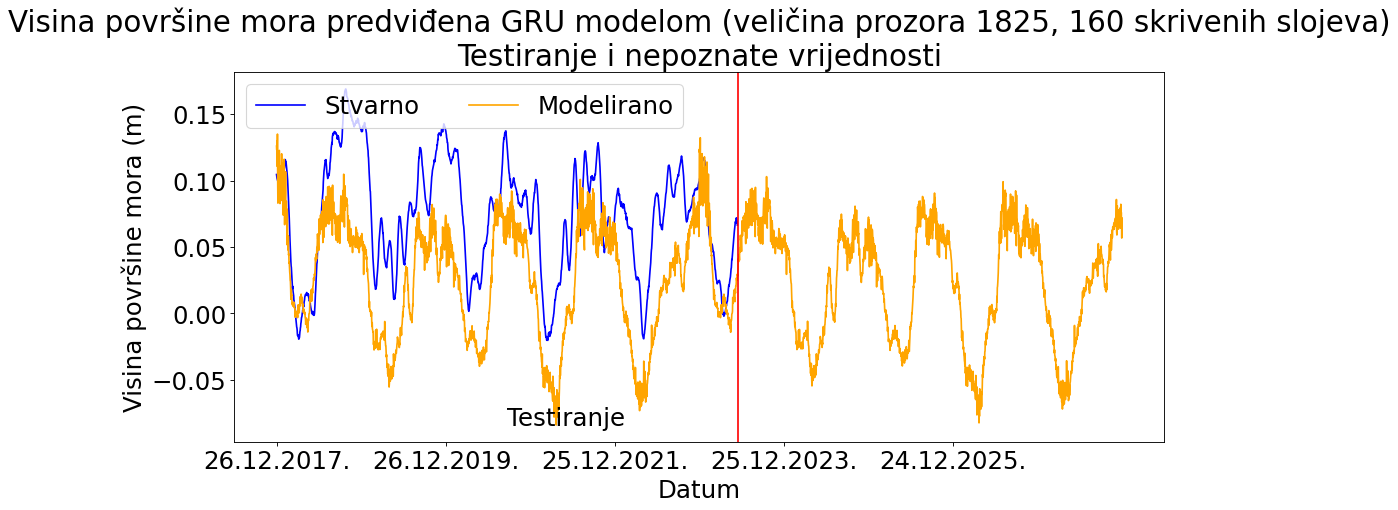 Visina površine mora predviđena GRU modelom (veličina prozora 1825, 160 skrivenih slojeva)
Testiranje i nepoznate vrijednosti
Stvarno
Modelirano
Visina površine mora (m)
0.15
0.10
0.05
0.00
−0.05
Testiranje
26.12.2017.
26.12.2019.
25.12.2021.
25.12.2023.
24.12.2025.
Datum